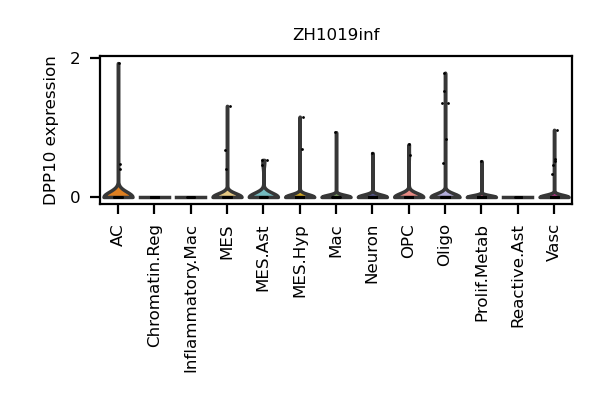 ZH1019inf
DPP10 expression
2
0
AC
Chromatin.Reg
Inflammatory.Mac
MES
MES.Ast
MES.Hyp
Mac
Neuron
OPC
Oligo
Prolif.Metab
Reactive.Ast
Vasc